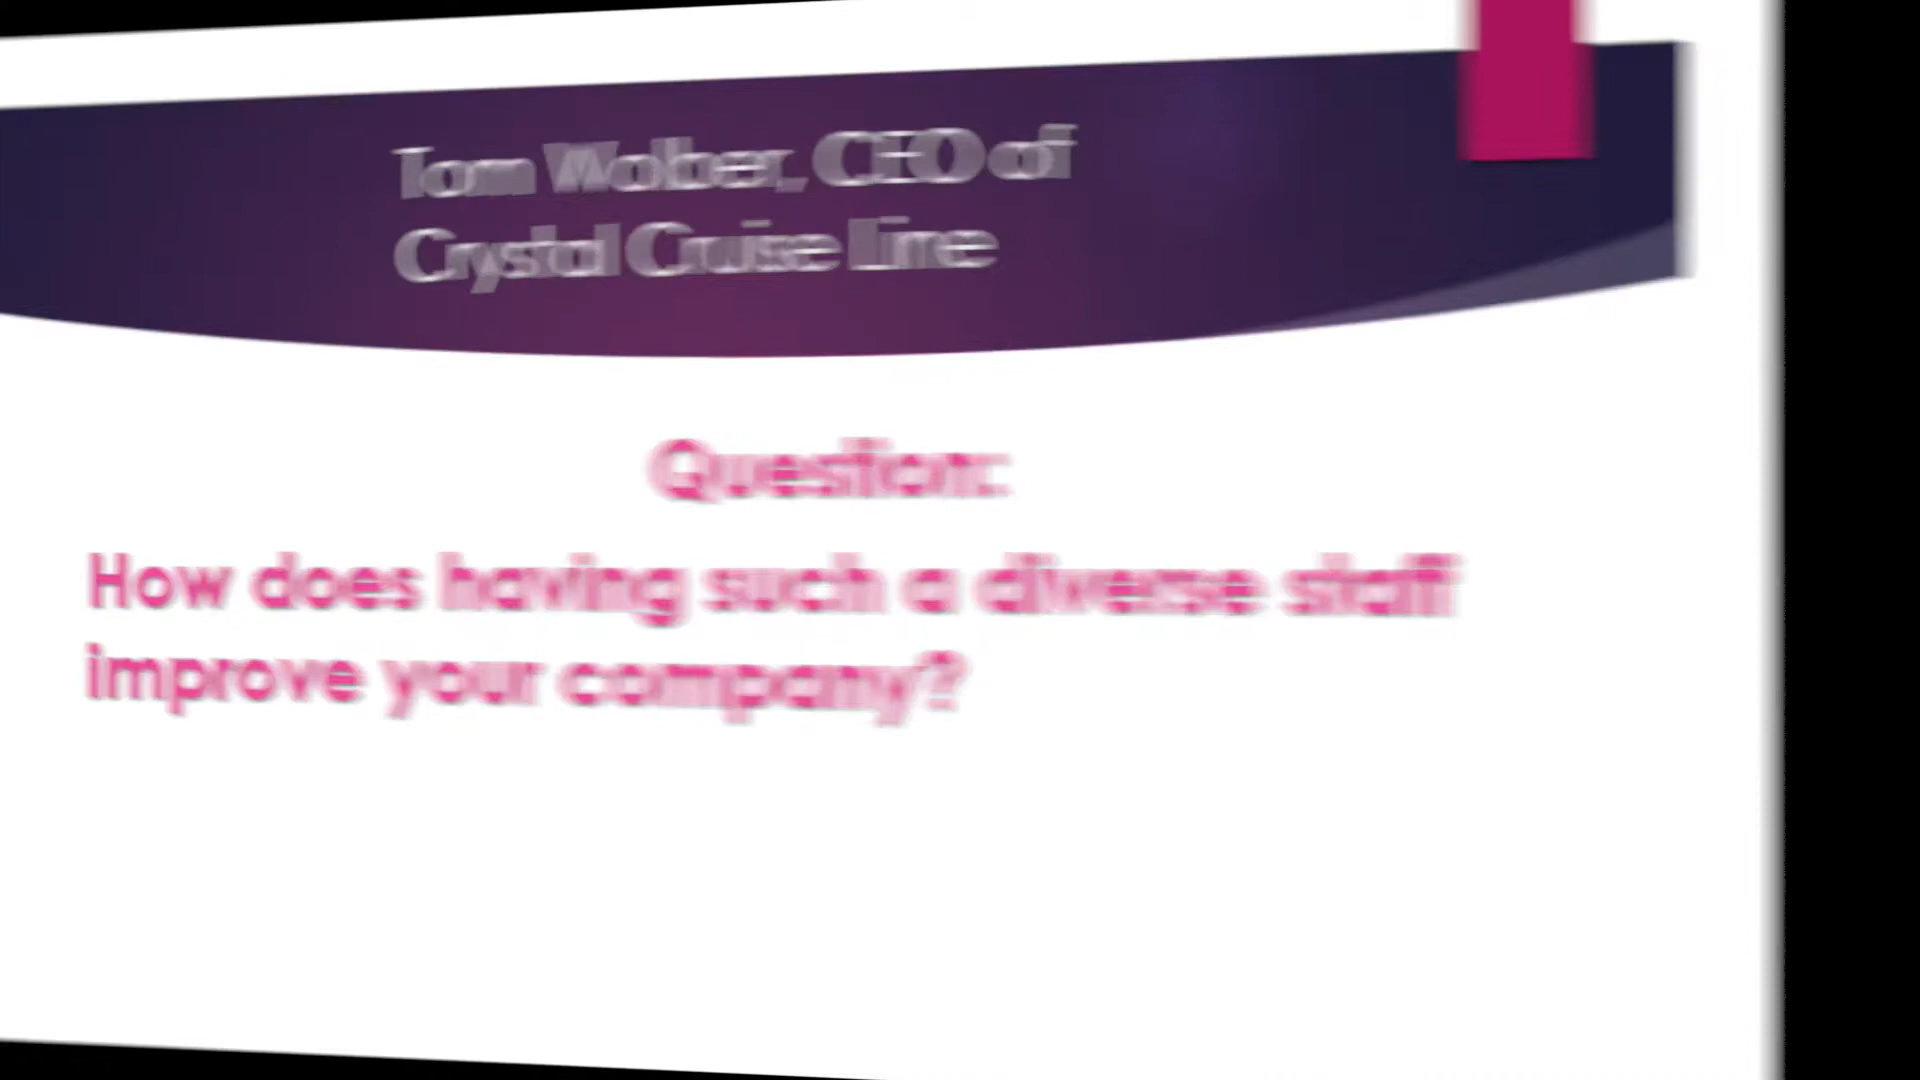 Tom Wolber, CEO of
Crystal Cruise Line
Question:
How does having such a diverse staff
improve your company?